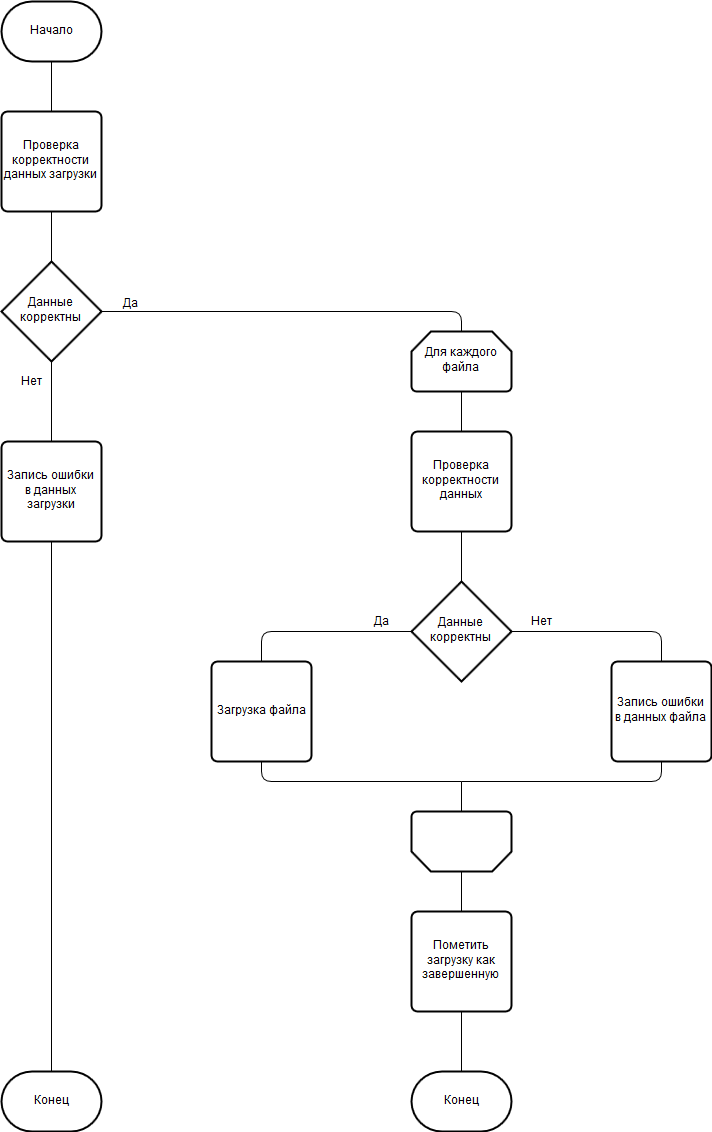 Начало
Проверка
корректности
данных загрузки
Данные
корректны
Да
Нет
Для каждого
файла
Запись ошибки
в данных
загрузки
Проверка
корректности
данных
Данные
корректны
Да
Нет
Загрузка файла
Запись ошибки
в данных файла
Пометить
загрузку как
завершенную
Конец
Конец